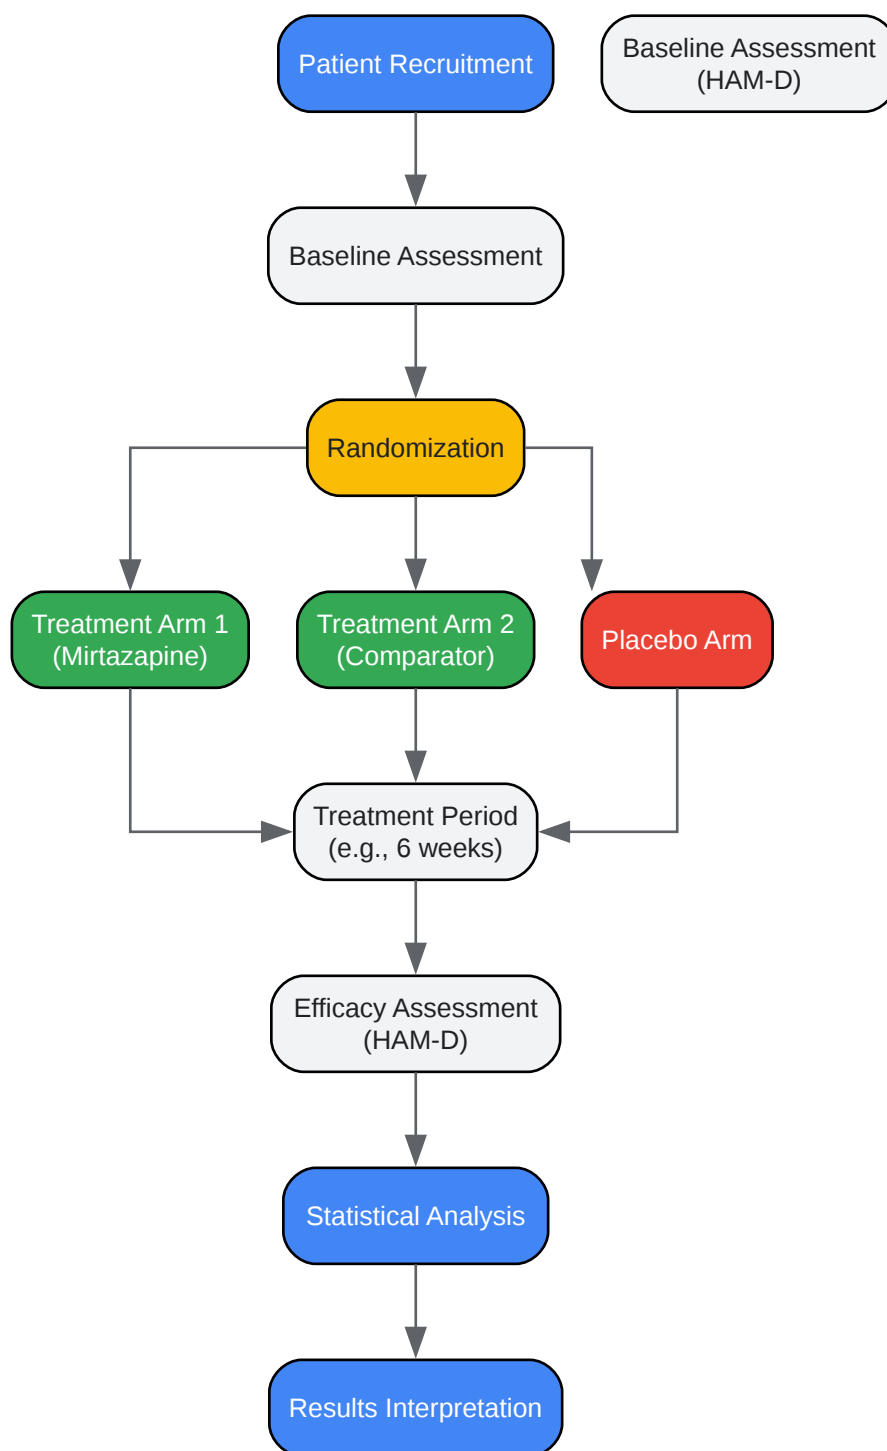 Patient Recruitment
Baseline Assessment
(HAM-D)
Baseline Assessment
Randomization
Treatment Arm 1
(Mirtazapine)
Treatment Arm 2
(Comparator)
Placebo Arm
Treatment Period
(e.g., 6 weeks)
Efficacy Assessment
(HAM-D)
Statistical Analysis
Results Interpretation